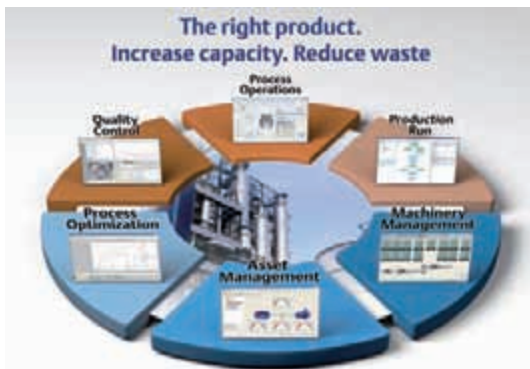 The right product.
Increase capacity. Reduce waste
Process
Operations
Quality
Control
Production
Run
Process
Optimization
Machinery
Management
Asset
Management